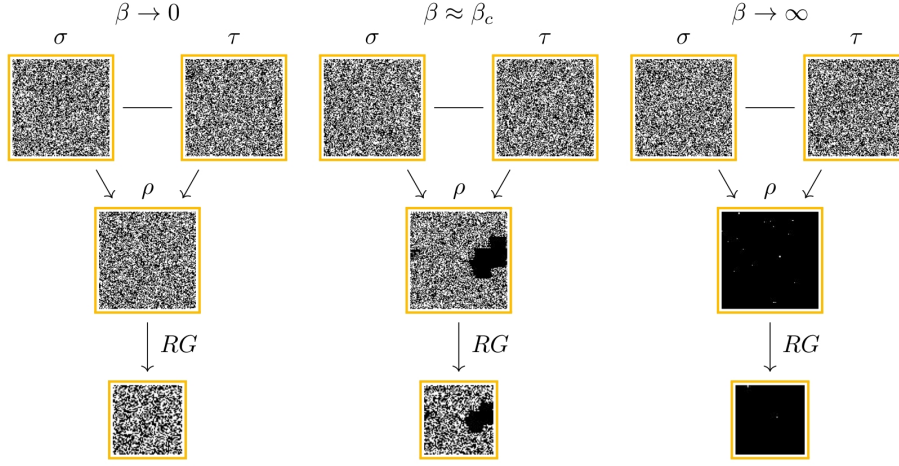 β → 0 β ≈ β_c β → ∞
σ τ σ τ σ τ
ρ ρ ρ
RG RG RG